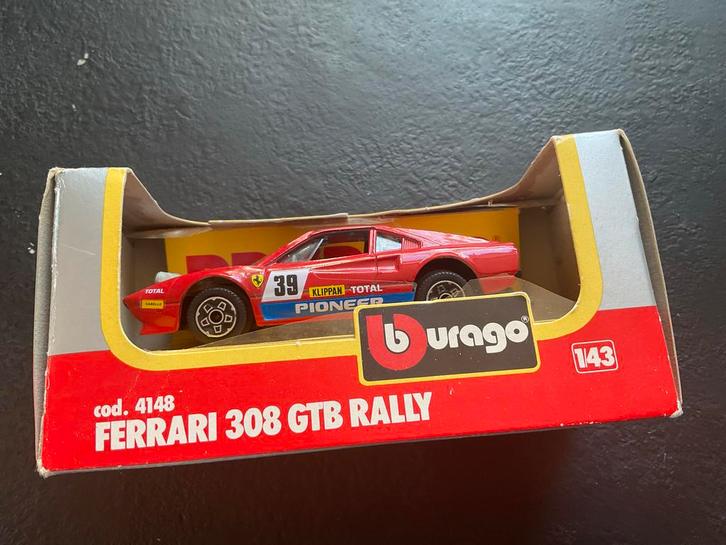 TOTAL
39
KLIPPAN TOTAL
PIONEER
burago®
1/43
cod. 4148
FERRARI 308 GTB RALLY